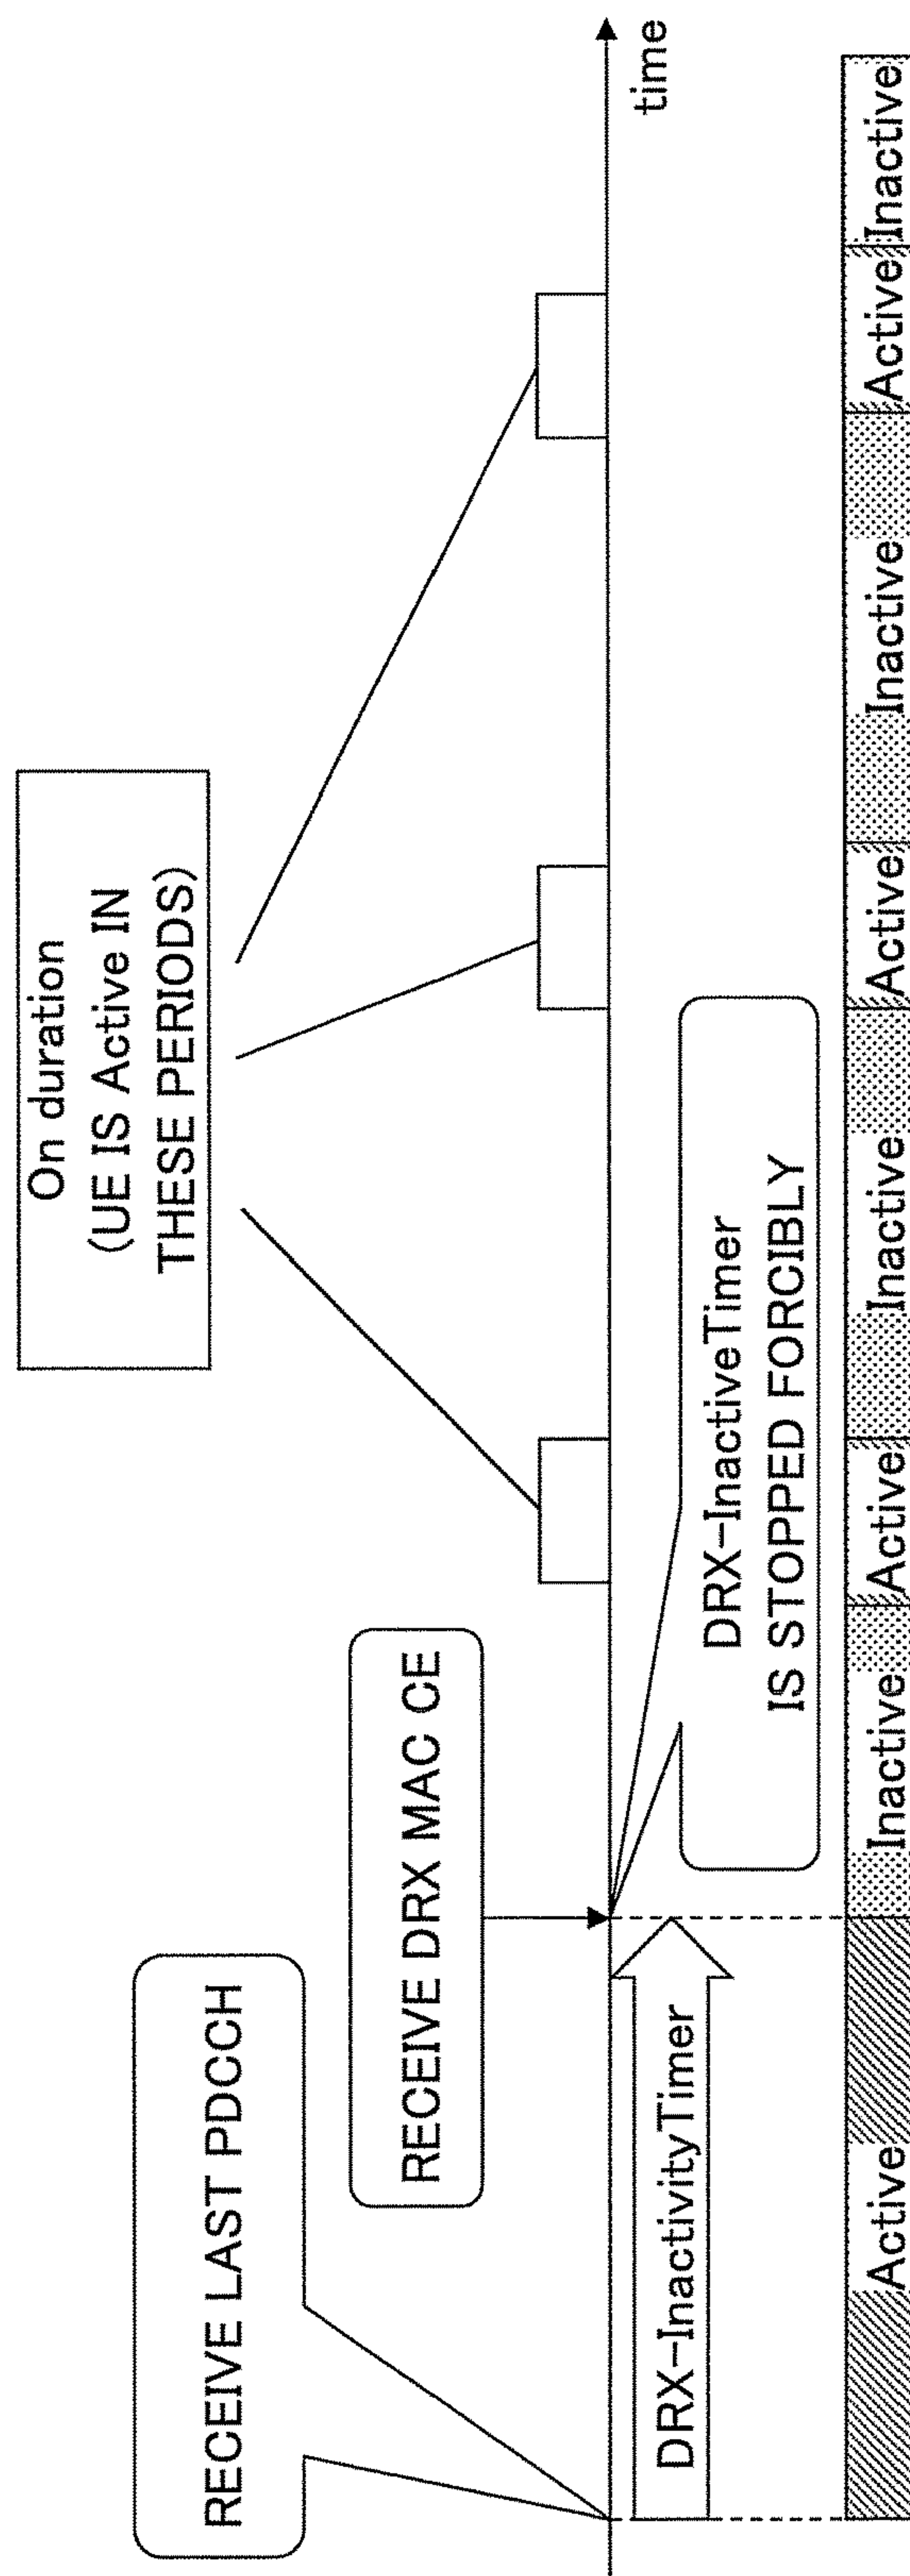 On duration
(UE IS Active IN
THESE PERIODS)
RECEIVE LAST PDCCH
RECEIVE DRX MAC CE
time
DRX-InactivityTimer
DRX-InactiveTimer
IS STOPPED FORCIBLY
Active
Inactive
Active
Inactive
Active
Inactive
Active
Inactive